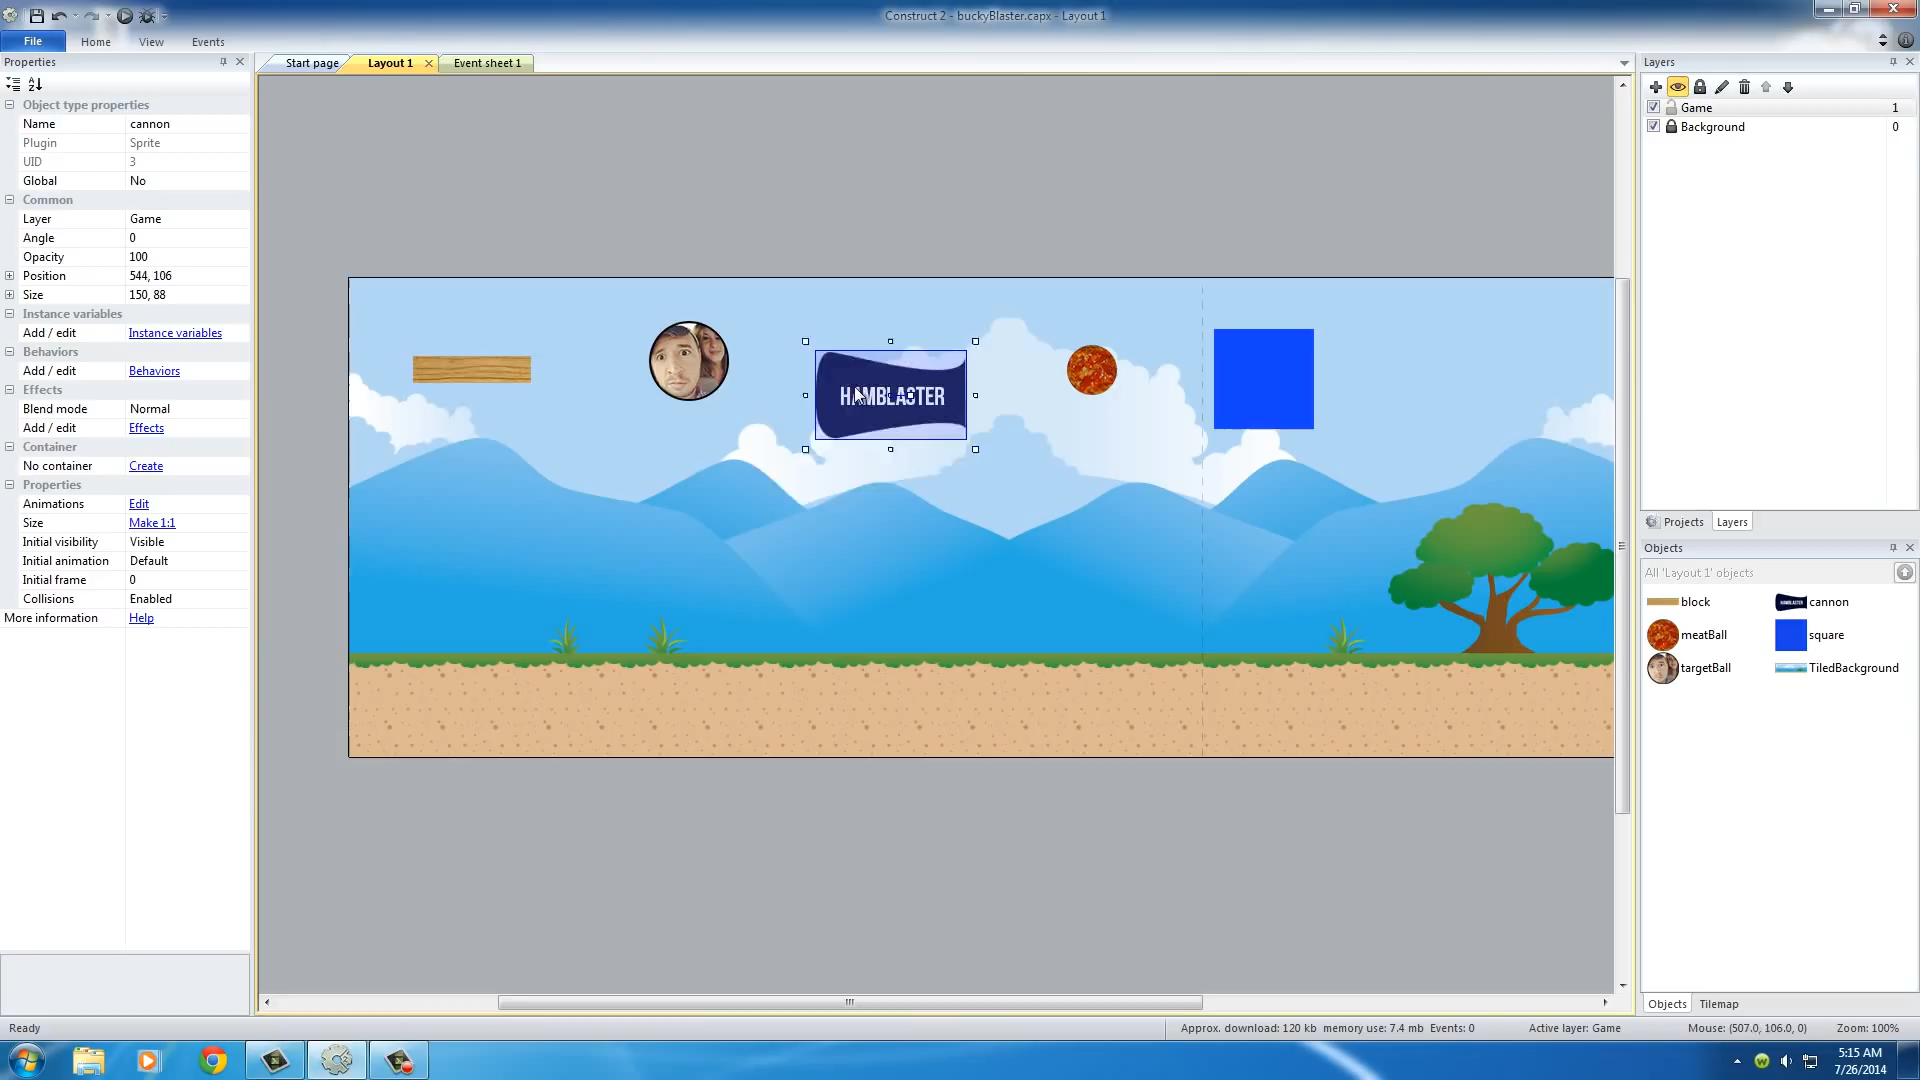 Construct 2 - buckyBlaster.capx - Layout 1
File Home View Events
Properties
Start page Layout 1 Event sheet 1
Layers
Object type properties
Name cannon
Plugin Sprite
UID 3
Global No
Common
Layer Game
Angle 0
Opacity 100
Position 544, 106
Size 150, 88
Instance variables
Add / edit Instance variables
Behaviors
Add / edit Behaviors
Effects
Blend mode Normal
Add / edit Effects
Container
No container Create
Properties
Animations Edit
Size Make 1:1
Initial visibility Visible
Initial animation Default
Initial frame 0
Collisions Enabled
More information Help
HAMBLASTER
Game 1
Background 0
Projects Layers
Objects
All 'Layout 1' objects
block cannon
meatBall square
targetBall TiledBackground
Objects Tilemap
Ready
Approx. download: 120 kb memory use: 7.4 mb Events: 0 Active layer: Game Mouse: (507.0, 106.0, 0) Zoom: 100%
5:15 AM
7/26/2014